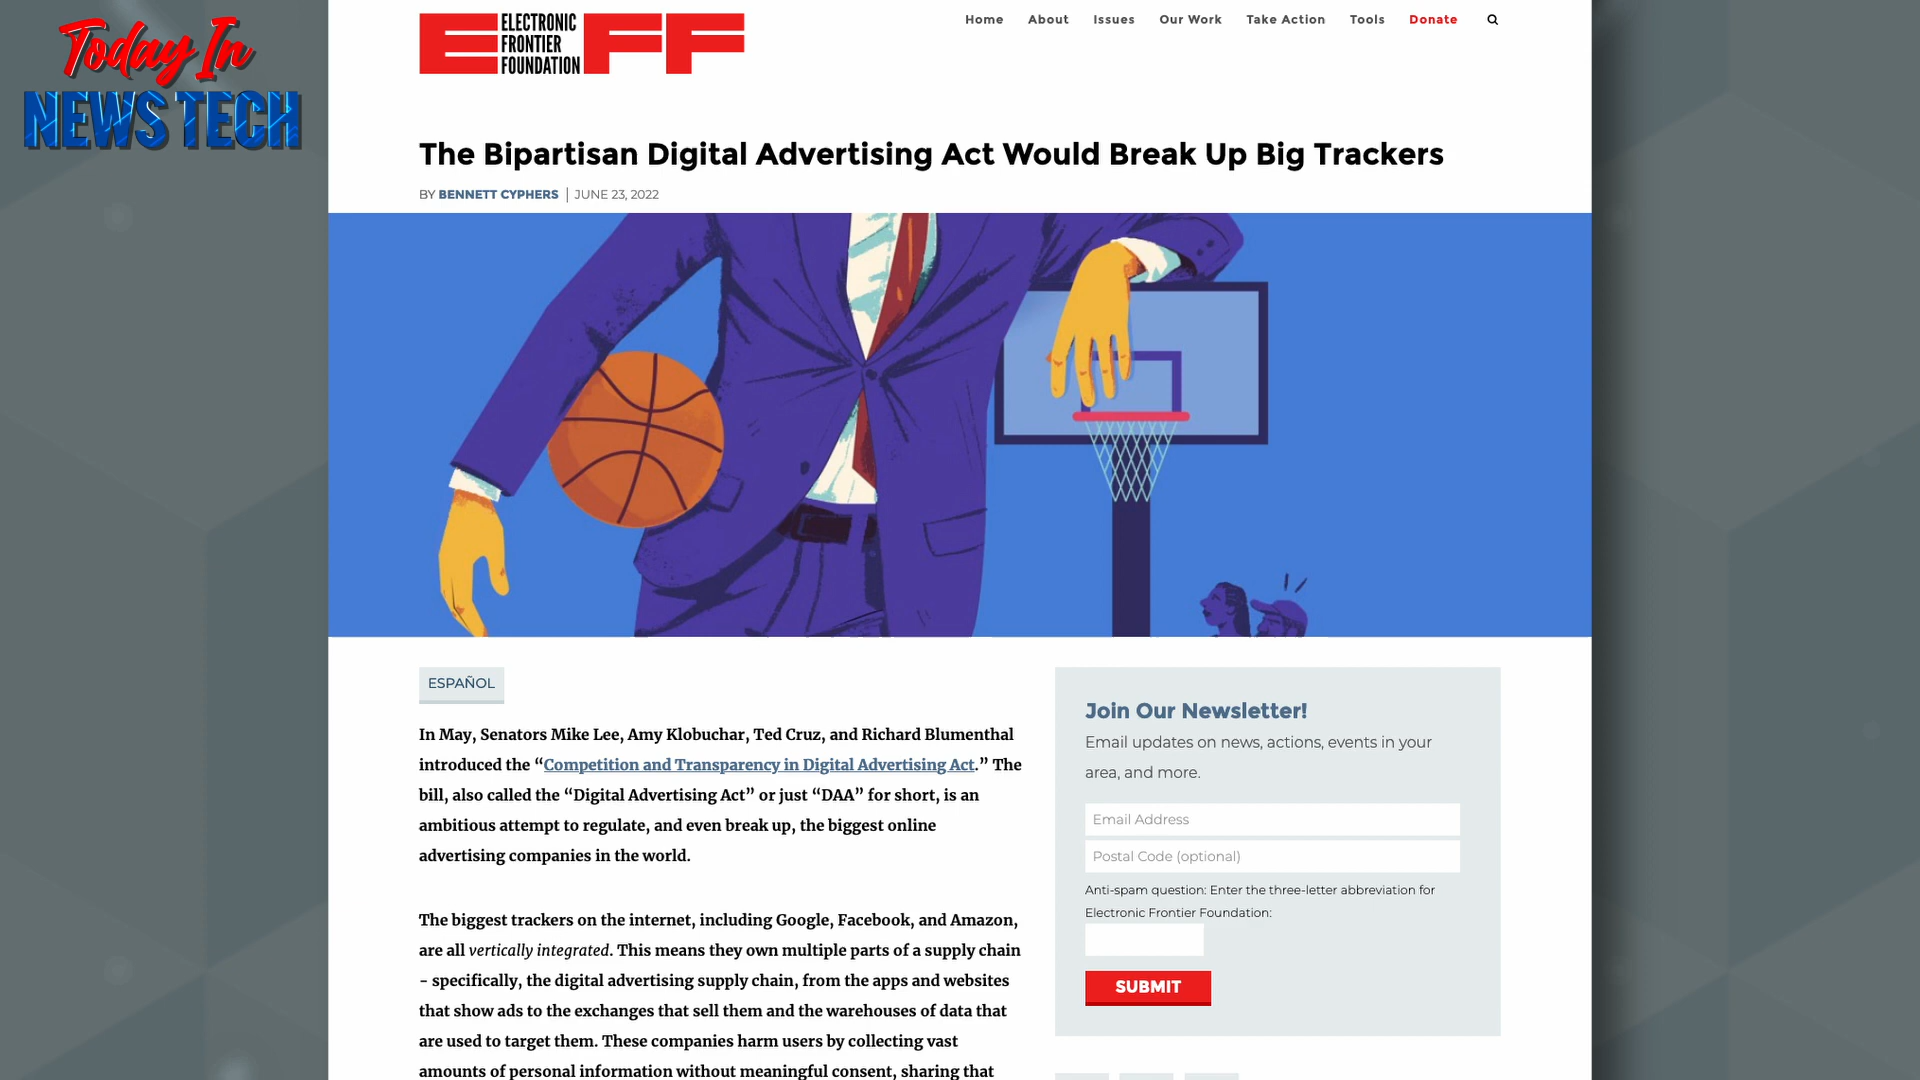 Today In
NEWS TECH
ELECTRONIC
FRONTIER
FOUNDATION
EFF
Home About Issues Our Work Take Action Tools Donate
The Bipartisan Digital Advertising Act Would Break Up Big Trackers
BY BENNETT CYPHERS | JUNE 23, 2022
ESPAÑOL
In May, Senators Mike Lee, Amy Klobuchar, Ted Cruz, and Richard Blumenthal
introduced the “Competition and Transparency in Digital Advertising Act.” The
bill, also called the “Digital Advertising Act” or just “DAA” for short, is an
ambitious attempt to regulate, and even break up, the biggest online
advertising companies in the world.
The biggest trackers on the internet, including Google, Facebook, and Amazon,
are all vertically integrated. This means they own multiple parts of a supply chain
- specifically, the digital advertising supply chain, from the apps and websites
that show ads to the exchanges that sell them and the warehouses of data that
are used to target them. These companies harm users by collecting vast
amounts of personal information without meaningful consent, sharing that
Join Our Newsletter!
Email updates on news, actions, events in your
area, and more.
Email Address
Postal Code (optional)
Anti-spam question: Enter the three-letter abbreviation for
Electronic Frontier Foundation:
SUBMIT